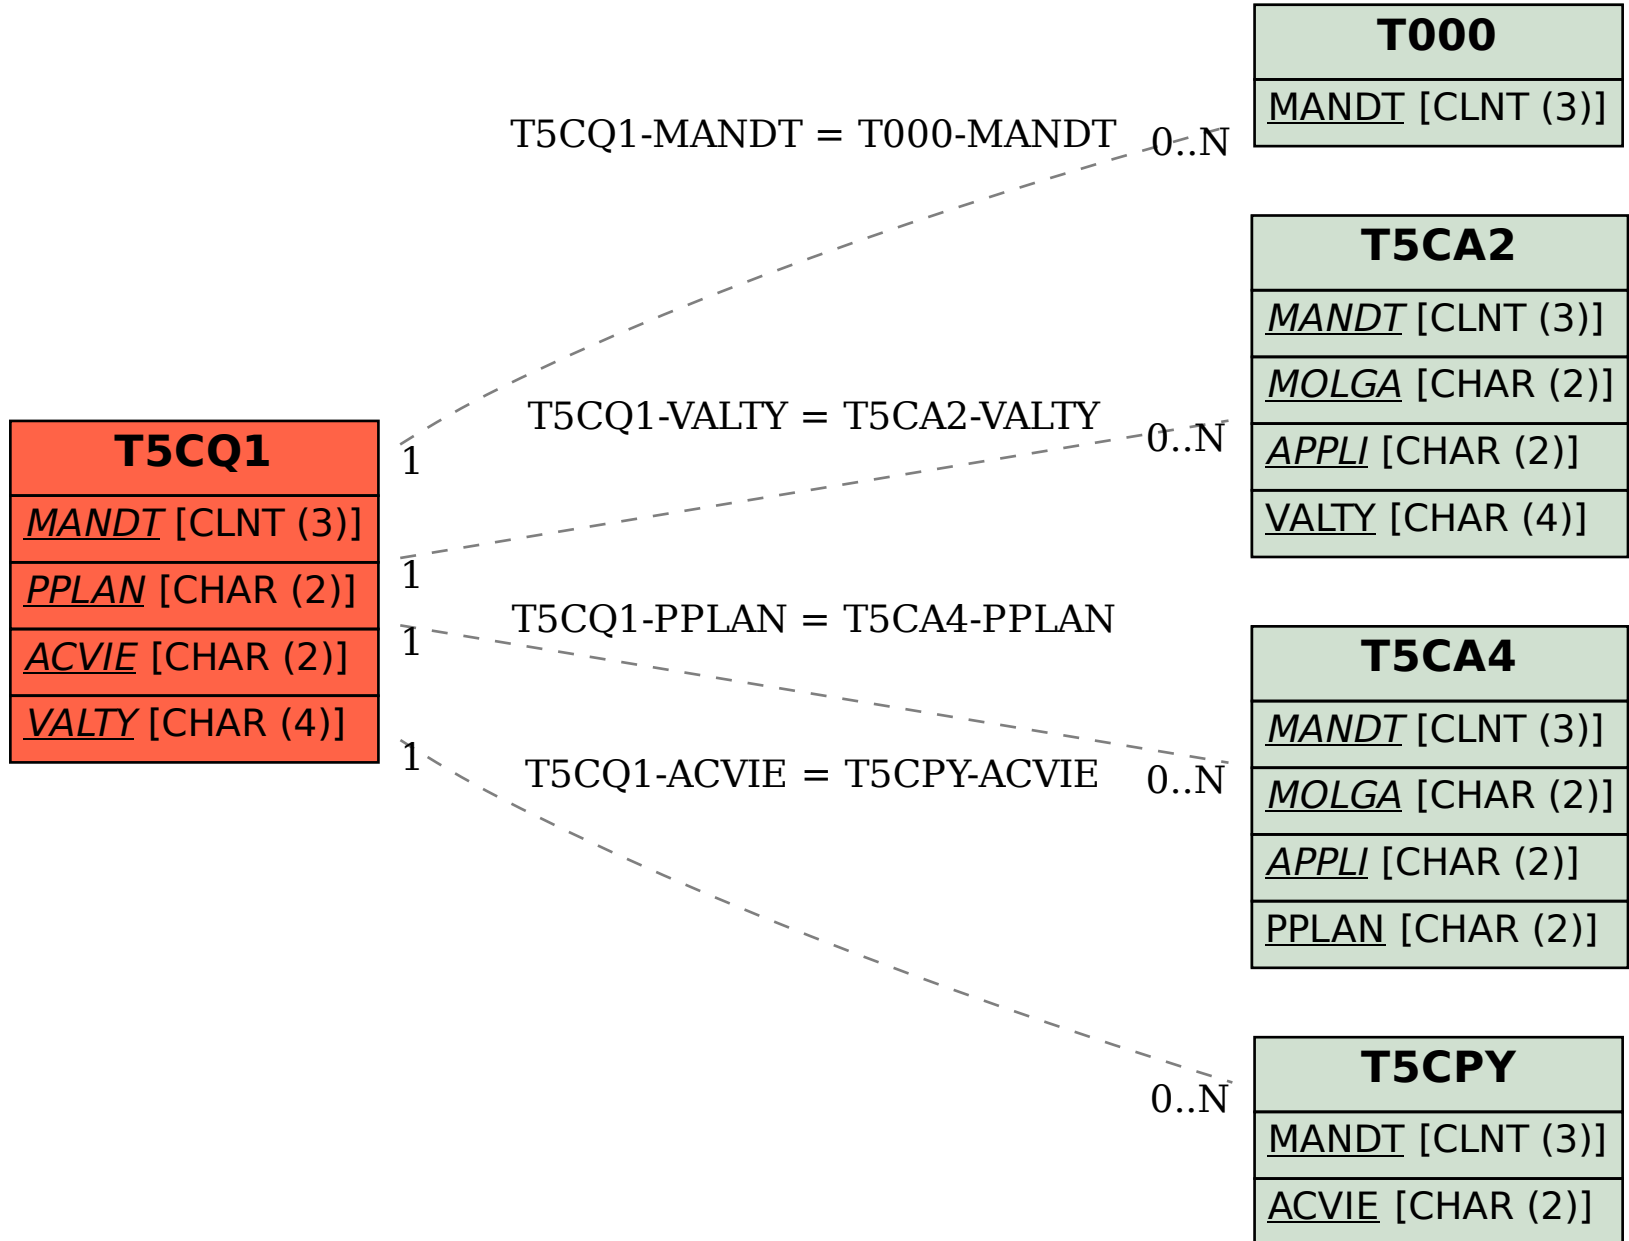 T5CQ1
MANDT [CLNT (3)]
PPLAN [CHAR (2)]
ACVIE [CHAR (2)]
VALTY [CHAR (4)]
T5CQ1-MANDT = T000-MANDT
1
0..N
T5CQ1-VALTY = T5CA2-VALTY
1
0..N
T5CQ1-PPLAN = T5CA4-PPLAN
1
0..N
T5CQ1-ACVIE = T5CPY-ACVIE
1
0..N
T000
MANDT [CLNT (3)]
T5CA2
MANDT [CLNT (3)]
MOLGA [CHAR (2)]
APPLI [CHAR (2)]
VALTY [CHAR (4)]
T5CA4
MANDT [CLNT (3)]
MOLGA [CHAR (2)]
APPLI [CHAR (2)]
PPLAN [CHAR (2)]
T5CPY
MANDT [CLNT (3)]
ACVIE [CHAR (2)]